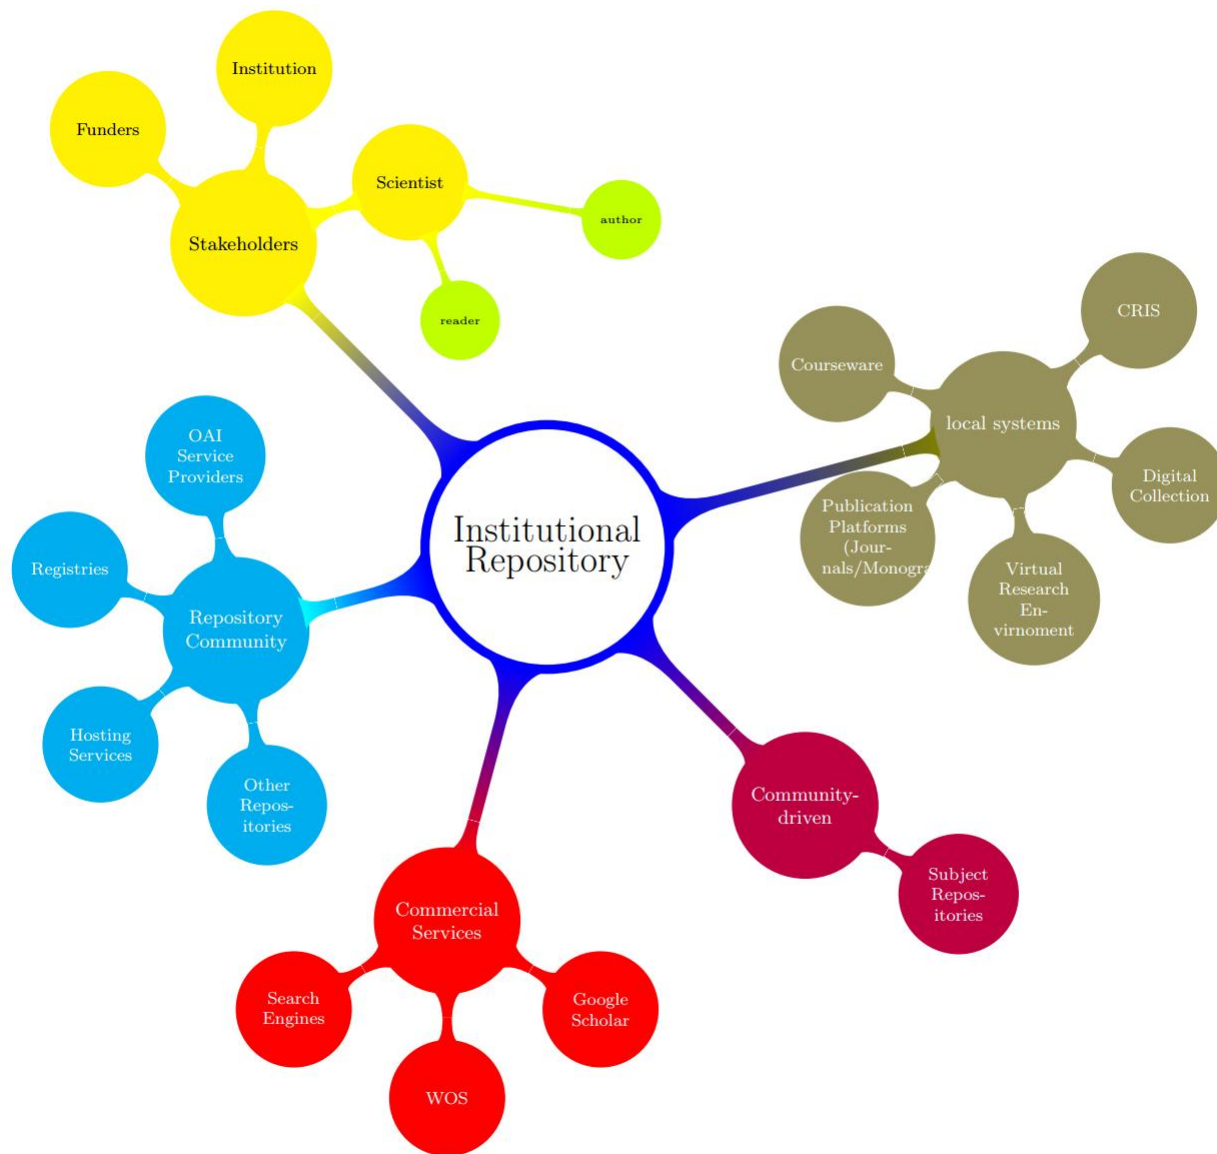 Institution
Funders
Scientist
author
Stakeholders
reader
CRIS
Courseware
local systems
OAI
Service
Providers
Digital
Collection
Publication
Platforms
(Jour-
nals/Monogra
Institutional
Repository
Registries
Virtual
Research
En-
virnoment
Repository
Community
Hosting
Services
Other
Repos-
itories
Community-
driven
Subject
Repos-
itories
Commercial
Services
Search
Engines
Google
Scholar
WOS